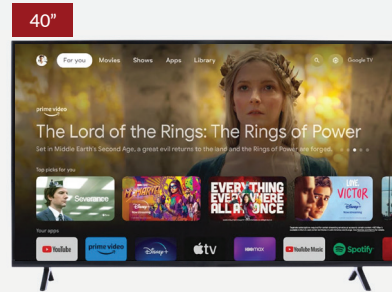 40”
For you Movies Shows Apps Library Google TV
prime video
The Lord of the Rings: The Rings of Power
Set in Middle Earth's Second Age, a great evil returns to the land and the Rings of Power are forged.
Top picks for you
Severance
Disney+
EVERYTHING EVERYWHERE ALL AT ONCE
LOVE, VICTOR
Disney+
Your apps
YouTube prime video Disney+ tv HBO max YouTube Music Spotify